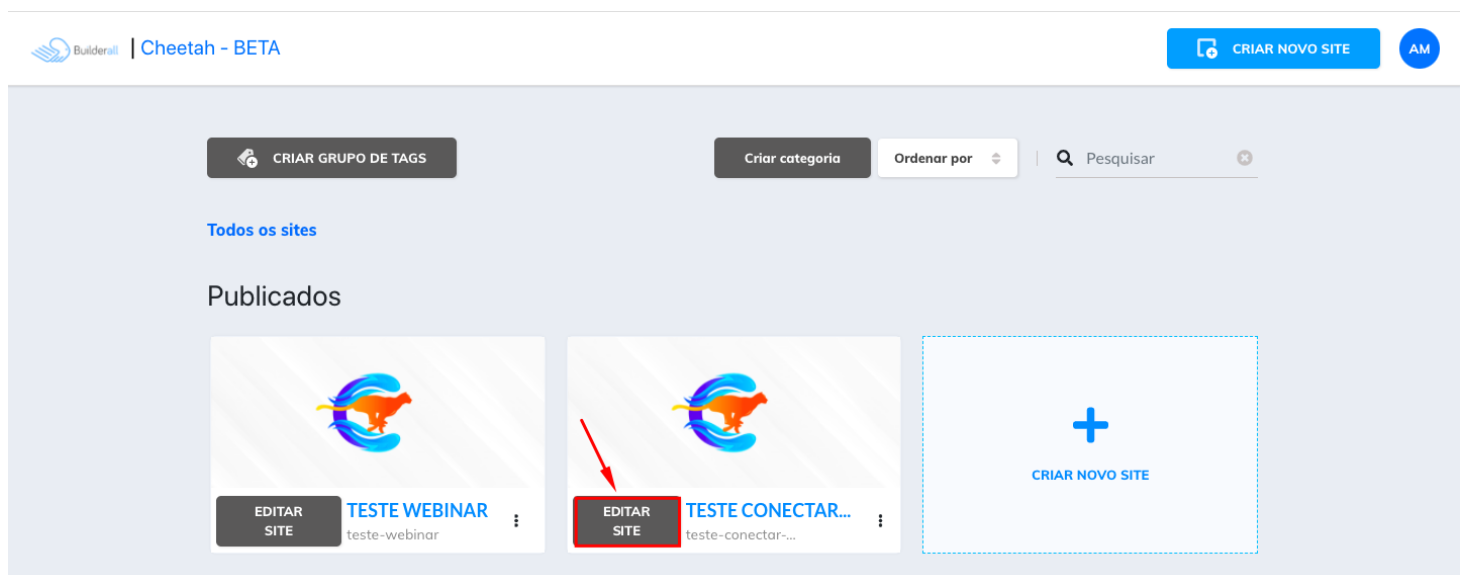 Builderall
Cheetah - BETA
CRIAR NOVO SITE
AM
CRIAR GRUPO DE TAGS
Criar categoria
Ordenar por
Pesquisar
Todos os sites
Publicados
EDITAR
SITE
TESTE WEBINAR
teste-webinar
EDITAR
SITE
TESTE CONECTAR...
teste-conectar-...
CRIAR NOVO SITE